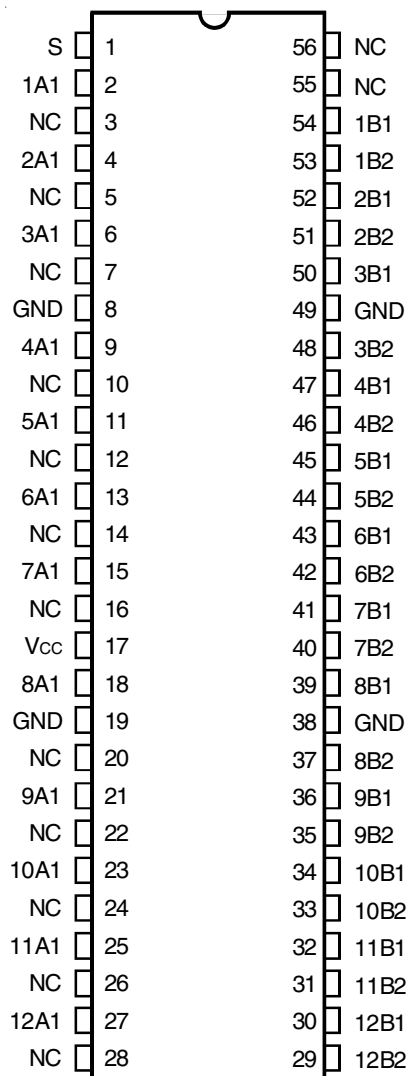 S 1 56 NC
1A1 2 55 NC
NC 3 54 1B1
2A1 4 53 1B2
NC 5 52 2B1
3A1 6 51 2B2
NC 7 50 3B1
GND 8 49 GND
4A1 9 48 3B2
NC 10 47 4B1
5A1 11 46 4B2
NC 12 45 5B1
6A1 13 44 5B2
NC 14 43 6B1
7A1 15 42 6B2
NC 16 41 7B1
VCC 17 40 7B2
8A1 18 39 8B1
GND 19 38 GND
NC 20 37 8B2
9A1 21 36 9B1
NC 22 35 9B2
10A1 23 34 10B1
NC 24 33 10B2
11A1 25 32 11B1
NC 26 31 11B2
12A1 27 30 12B1
NC 28 29 12B2